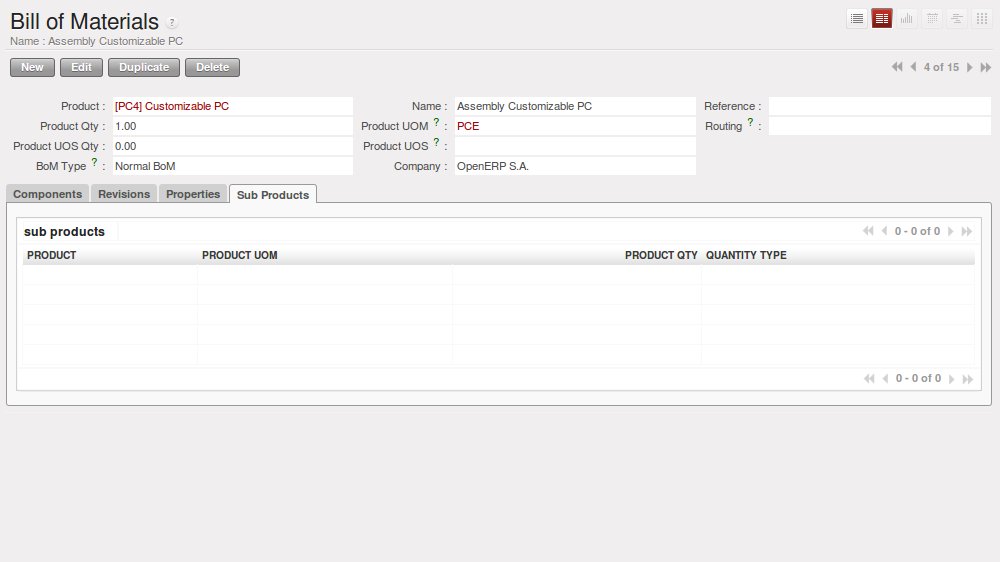 Bill of Materials ?
Name : Assembly Customizable PC
New Edit Duplicate Delete 4 of 15
Product : [PC4] Customizable PC Name : Assembly Customizable PC Reference :
Product Qty : 1.00 Product UOM ? : PCE Routing ? :
Product UOS Qty : 0.00 Product UOS ? :
BoM Type ? : Normal BoM Company : OpenERP S.A.
Components Revisions Properties Sub Products
sub products 0 - 0 of 0
PRODUCT PRODUCT UOM PRODUCT QTY QUANTITY TYPE
0 - 0 of 0